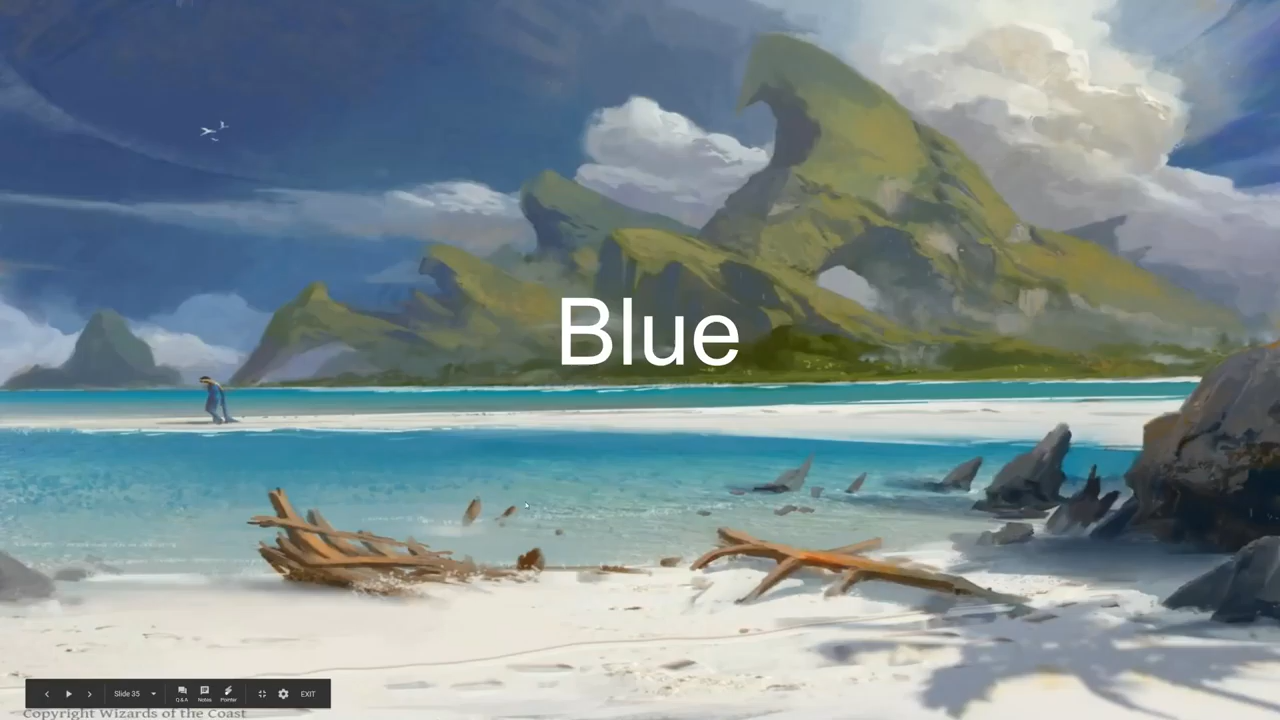 Blue
Slide 35
Q&A
Notes
Pointer
EXIT
Copyright Wizards of the Coast